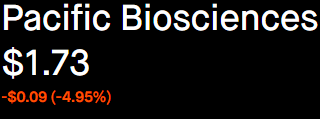 Pacific Biosciences
$1.73
-$0.09 (-4.95%)